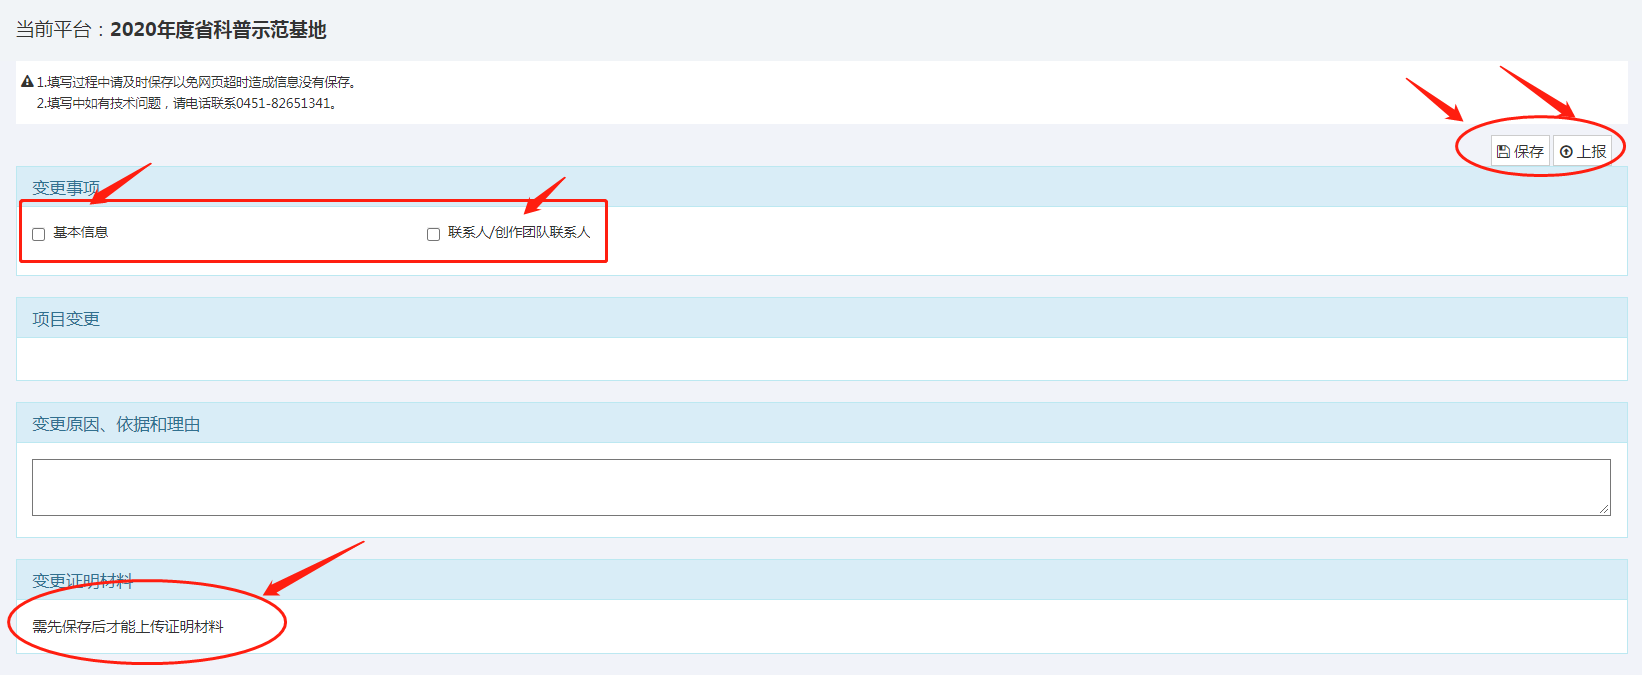 当前平台：2020年度省科普示范基地
1.填写过程中请及时保存以免网页超时造成信息没有保存。
2.填写中如有技术问题，请电话联系0451-82651341。
保存 上报
变更事项
基本信息 联系人/创作团队联系人
项目变更
变更原因、依据和理由
变更证明材料
需先保存后才能上传证明材料